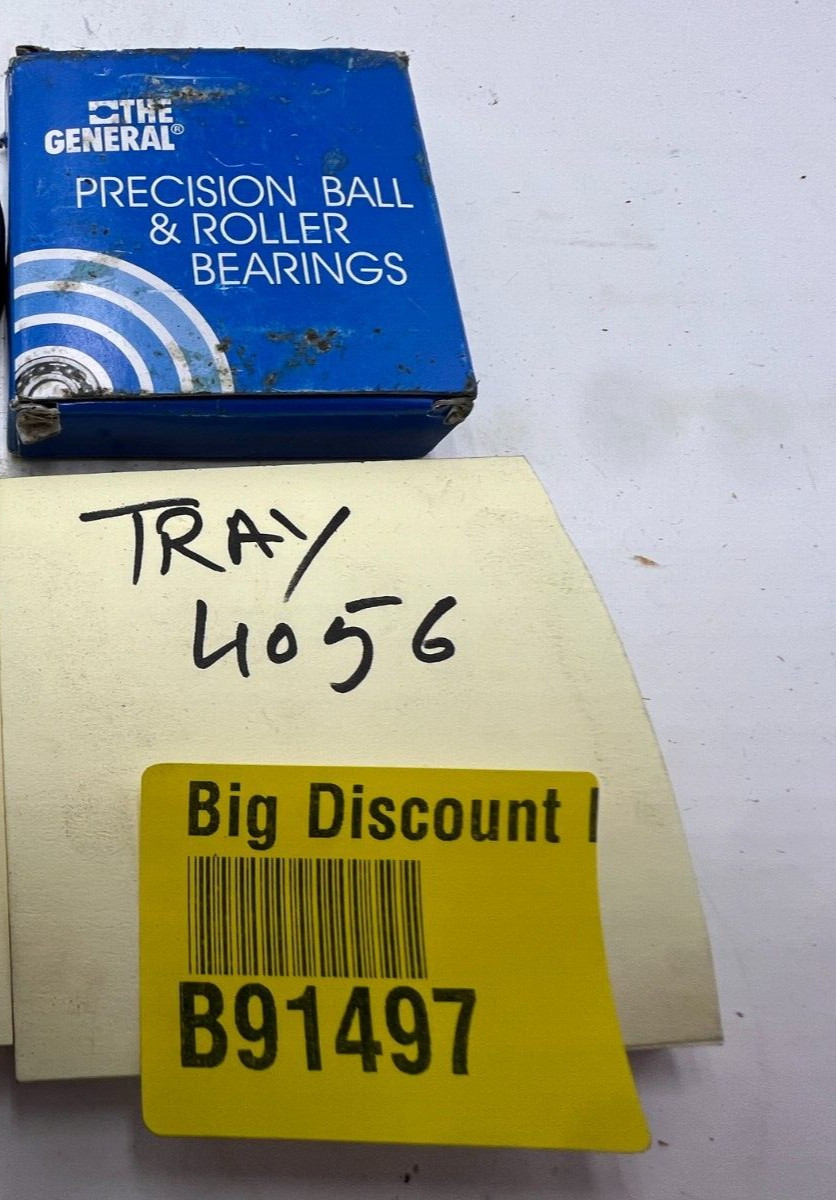 THE
GENERAL®
PRECISION BALL
& ROLLER
BEARINGS
TRAY
4056
Big Discount
B91497